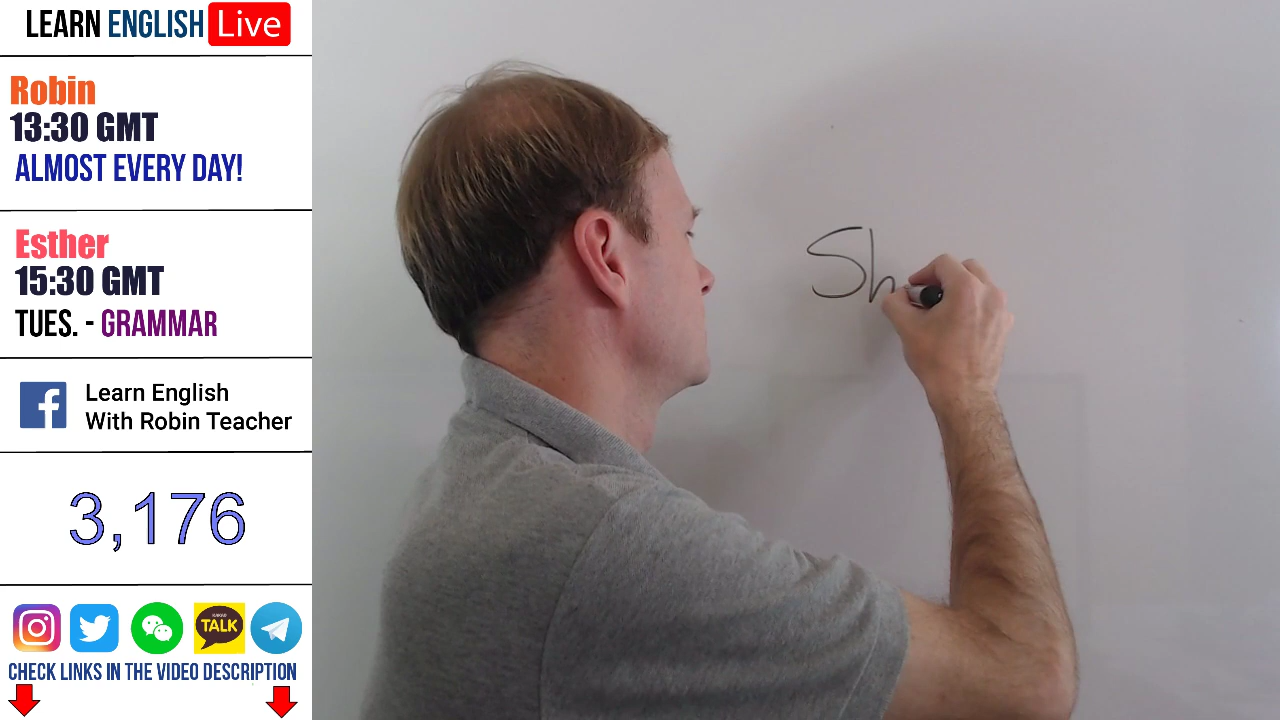 LEARN ENGLISH Live
Robin
13:30 GMT
ALMOST EVERY DAY!
Esther
15:30 GMT
TUES. - GRAMMAR
f Learn English
With Robin Teacher
3,176
TALK
CHECK LINKS IN THE VIDEO DESCRIPTION
Sh